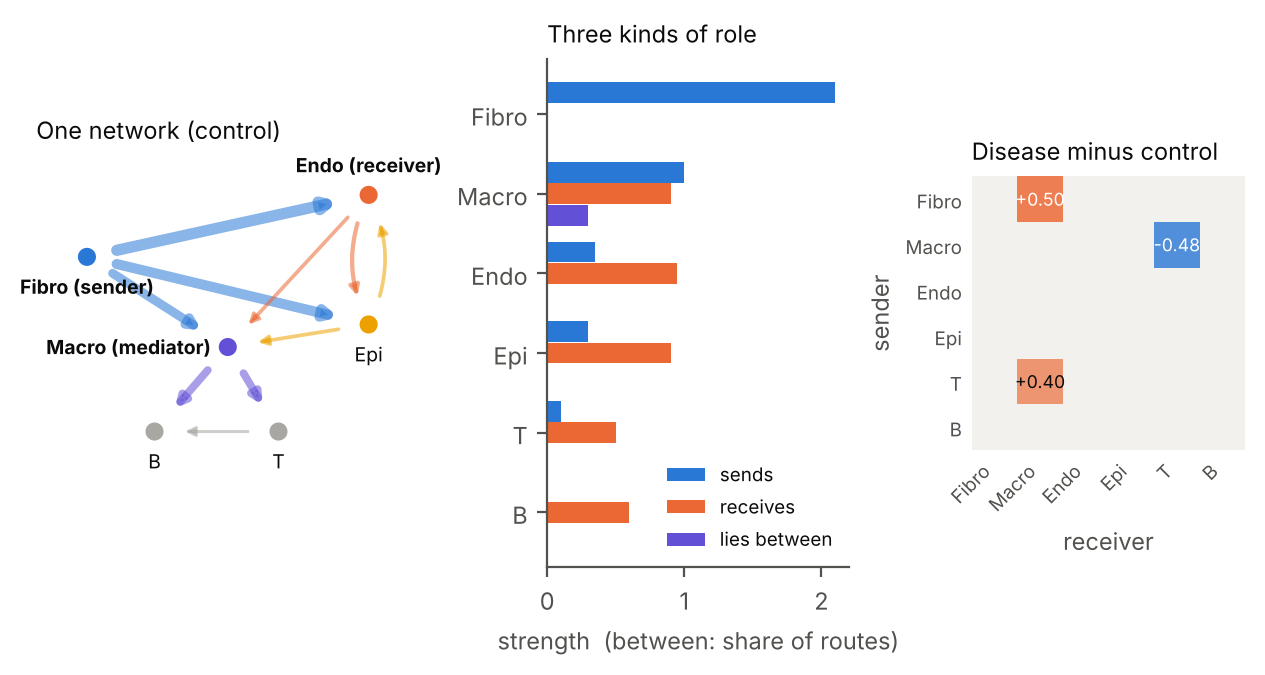 One network (control)
Endo (receiver)
Fibro (sender)
Macro (mediator)
Epi
B
T
Three kinds of role
Fibro
Macro
Endo
Epi
T
B
sends
receives
lies between
0
1
2
strength (between: share of routes)
Disease minus control
sender
Fibro
Macro
Endo
Epi
T
B
+0.50
-0.48
+0.40
Fibro
Macro
Endo
Epi
T
B
receiver